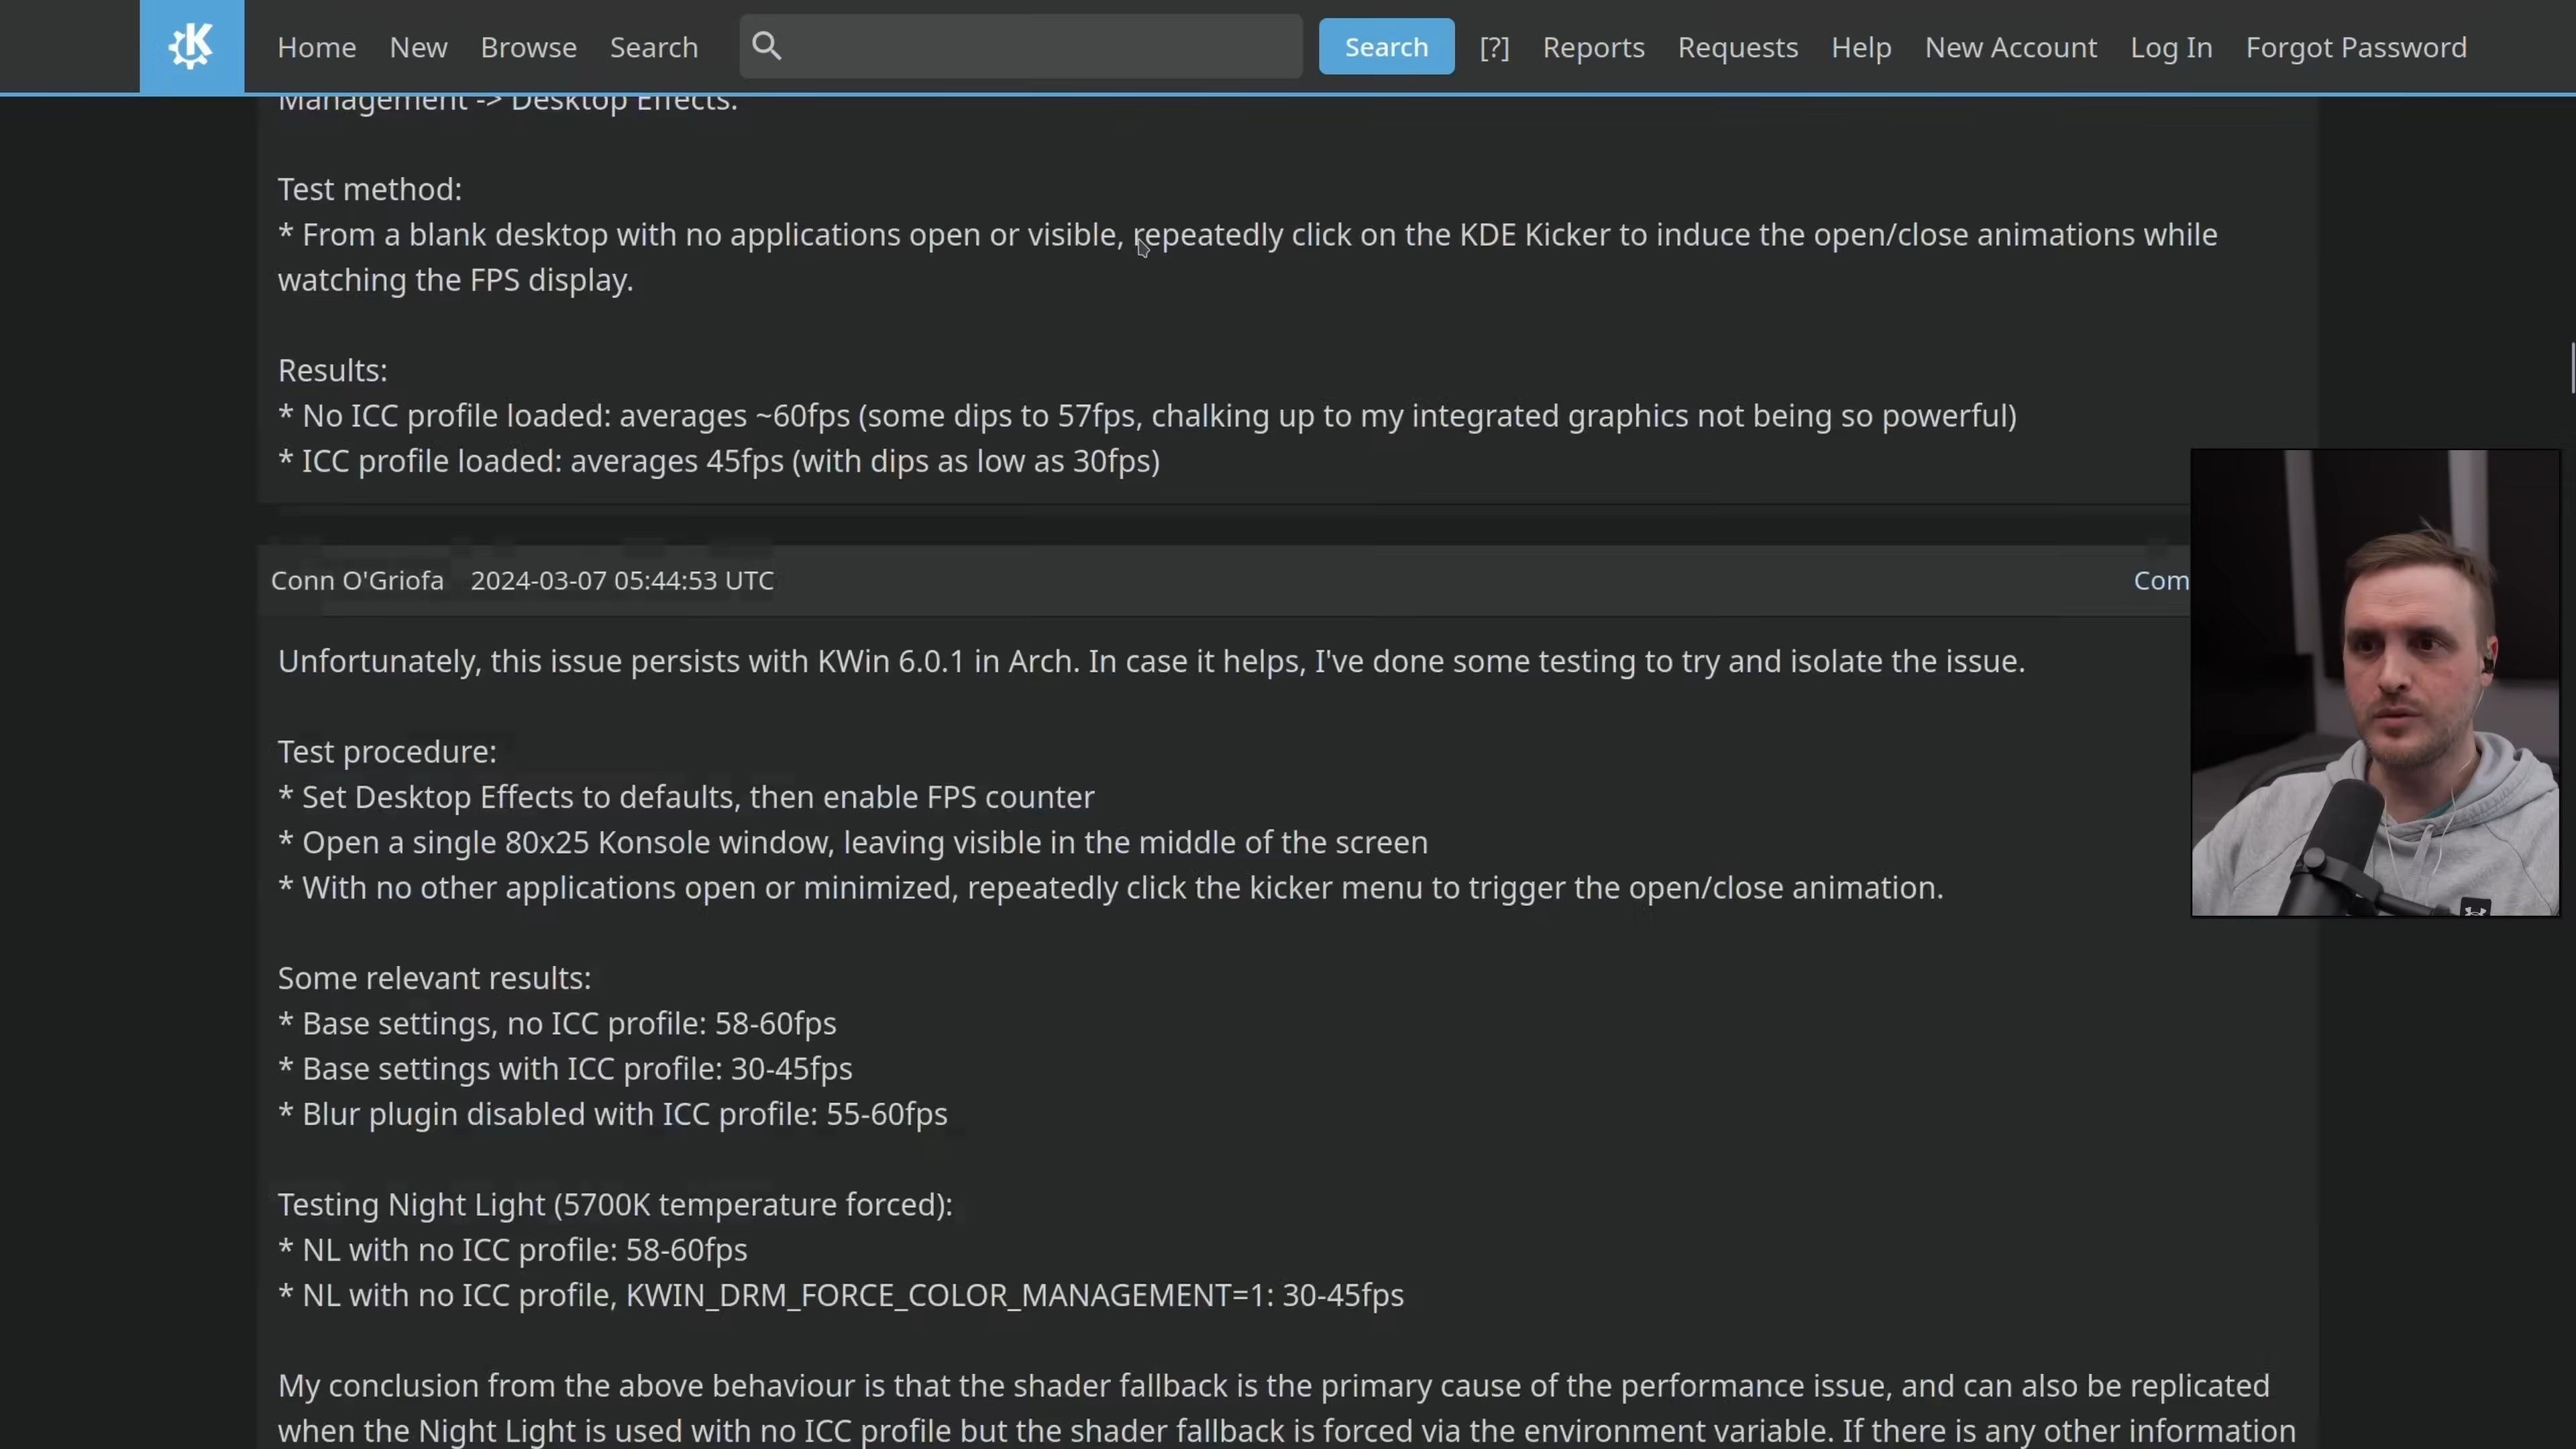 Home New Browse Search Search [?] Reports Requests Help New Account Log In Forgot Password
Management -> Desktop Effects.
Test method:
* From a blank desktop with no applications open or visible, repeatedly click on the KDE Kicker to induce the open/close animations while
watching the FPS display.
Results:
* No ICC profile loaded: averages ~60fps (some dips to 57fps, chalking up to my integrated graphics not being so powerful)
* ICC profile loaded: averages 45fps (with dips as low as 30fps)
Conn O'Griofa 2024-03-07 05:44:53 UTC Com
Unfortunately, this issue persists with KWin 6.0.1 in Arch. In case it helps, I've done some testing to try and isolate the issue.
Test procedure:
* Set Desktop Effects to defaults, then enable FPS counter
* Open a single 80x25 Konsole window, leaving visible in the middle of the screen
* With no other applications open or minimized, repeatedly click the kicker menu to trigger the open/close animation.
Some relevant results:
* Base settings, no ICC profile: 58-60fps
* Base settings with ICC profile: 30-45fps
* Blur plugin disabled with ICC profile: 55-60fps
Testing Night Light (5700K temperature forced):
* NL with no ICC profile: 58-60fps
* NL with no ICC profile, KWIN_DRM_FORCE_COLOR_MANAGEMENT=1: 30-45fps
My conclusion from the above behaviour is that the shader fallback is the primary cause of the performance issue, and can also be replicated
when the Night Light is used with no ICC profile but the shader fallback is forced via the environment variable. If there is any other information